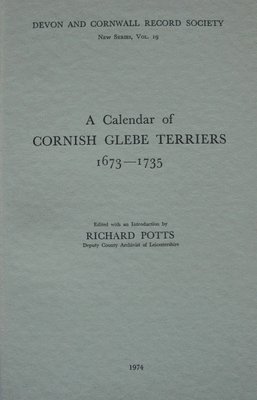 DEVON AND CORNWALL RECORD SOCIETY
New Series, Vol. 19
A Calendar of
CORNISH GLEBE TERRIERS
1673—1735
Edited with an Introduction by
RICHARD POTTS
Deputy County Archivist of Leicestershire
1974